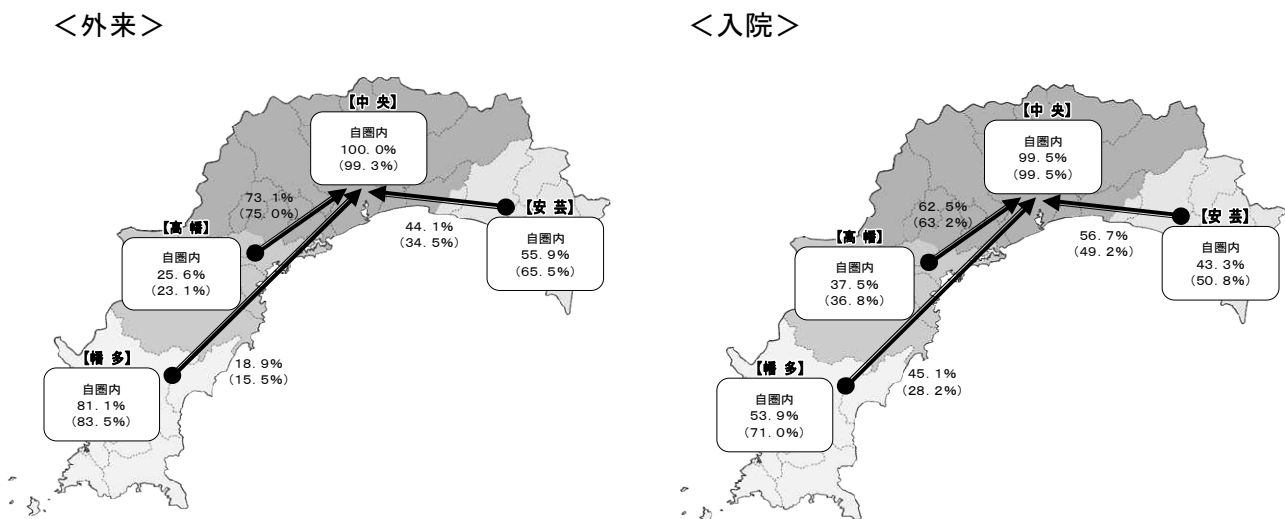 ＜外来＞
【中 央】
自圏内
100. 0%
(99. 3%)
73. 1%
(75. 0%)
【高 幡】
自圏内
25. 6%
(23. 1%)
44. 1%
(34. 5%)
【安 芸】
自圏内
55. 9%
(65. 5%)
18. 9%
(15. 5%)
【幡 多】
自圏内
81. 1%
(83. 5%)
＜入院＞
【中 央】
自圏内
99. 5%
(99. 5%)
62. 5%
(63. 2%)
【高 幡】
自圏内
37. 5%
(36. 8%)
56. 7%
(49. 2%)
【安 芸】
自圏内
43. 3%
(50. 8%)
45. 1%
(28. 2%)
【幡 多】
自圏内
53. 9%
(71. 0%)